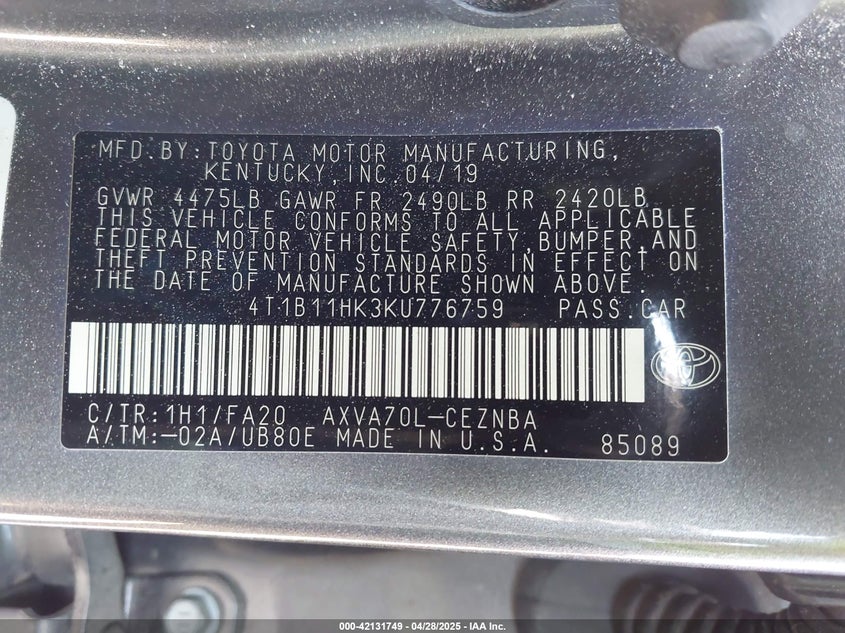 MFD.BY:TOYOTA MOTOR MANUFACTURING,
KENTUCKY,INC.04/19
GVWR 4475LB GAWR FR 2490LB RR 2420LB
THIS VEHICLE CONFORMS TO ALL APPLICABLE
FEDERAL MOTOR VEHICLE SAFETY,BUMPER,AND
THEFT PREVENTION STANDARDS IN EFFECT ON
THE DATE OF MANUFACTURE SHOWN ABOVE.
4T1B11HK3KU776759 PASS.CAR
C/TR:1H1/FA20 AXVA70L-CEZNBA
A/TM:-02A/UB80E MADE IN U.S.A. 85089
000-42131749 | 04/28/2025 - IAA Inc.